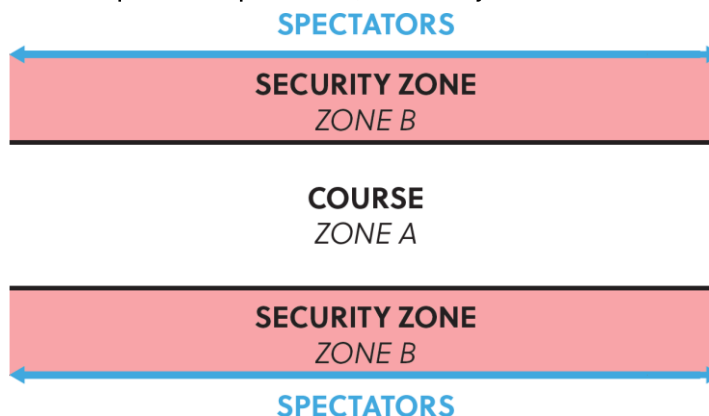 SPECTATORS
SECURITY ZONE
ZONE B
COURSE
ZONE A
SECURITY ZONE
ZONE B
SPECTATORS